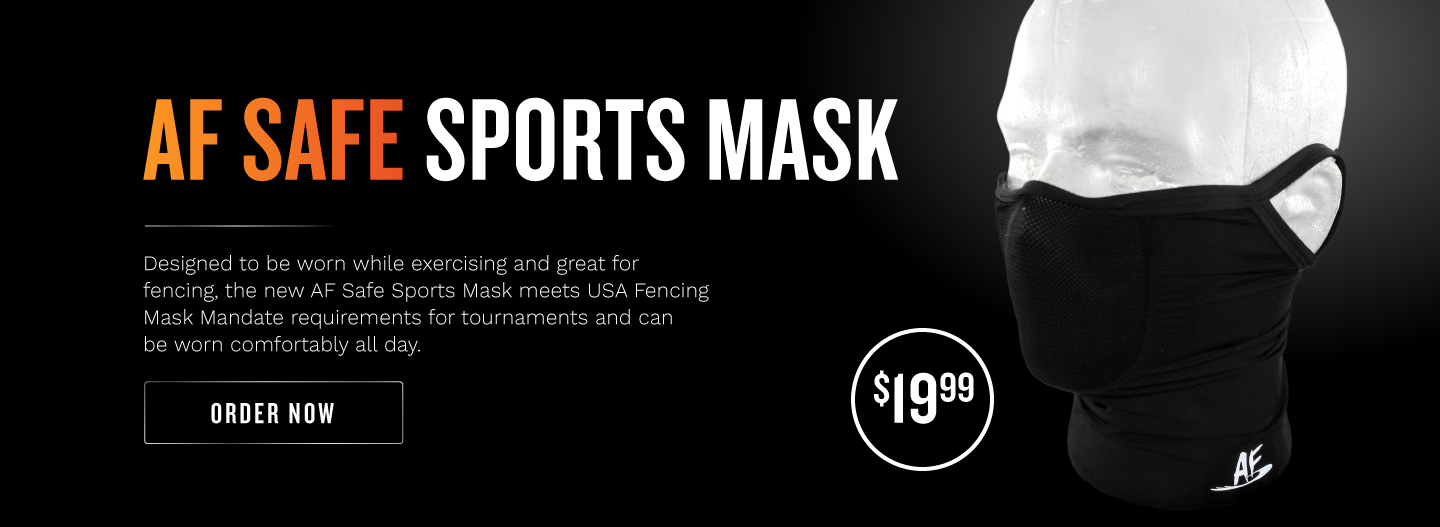 AF SAFE SPORTS MASK
Designed to be worn while exercising and great for
fencing, the new AF Safe Sports Mask meets USA Fencing
Mask Mandate requirements for tournaments and can
be worn comfortably all day.
ORDER NOW
$1999
AF